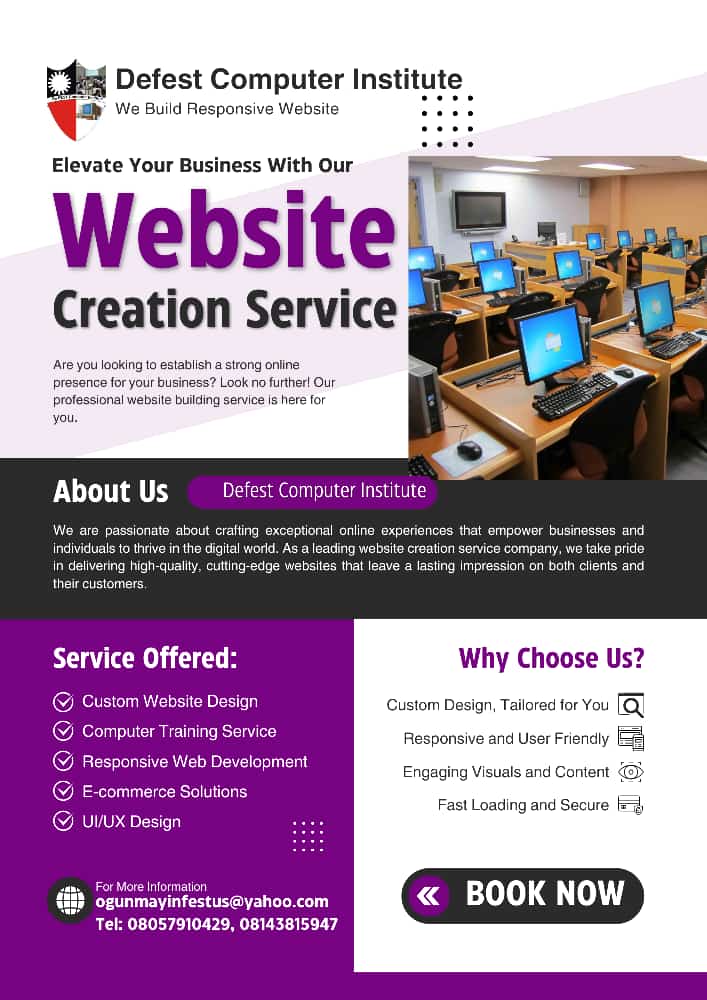 Defest Computer Institute
We Build Responsive Website
Elevate Your Business With Our
Website
Creation Service
Are you looking to establish a strong online
presence for your business? Look no further! Our
professional website building service is here for
you.
About Us
Defest Computer Institute
We are passionate about crafting exceptional online experiences that empower businesses and
individuals to thrive in the digital world. As a leading website creation service company, we take pride
in delivering high-quality, cutting-edge websites that leave a lasting impression on both clients and
their customers.
Service Offered:
Custom Website Design
Computer Training Service
Responsive Web Development
E-commerce Solutions
UI/UX Design
For More Information
ogunmayinfestus@yahoo.com
Tel: 08057910429, 08143815947
Why Choose Us?
Custom Design, Tailored for You
Responsive and User Friendly
Engaging Visuals and Content
Fast Loading and Secure
BOOK NOW